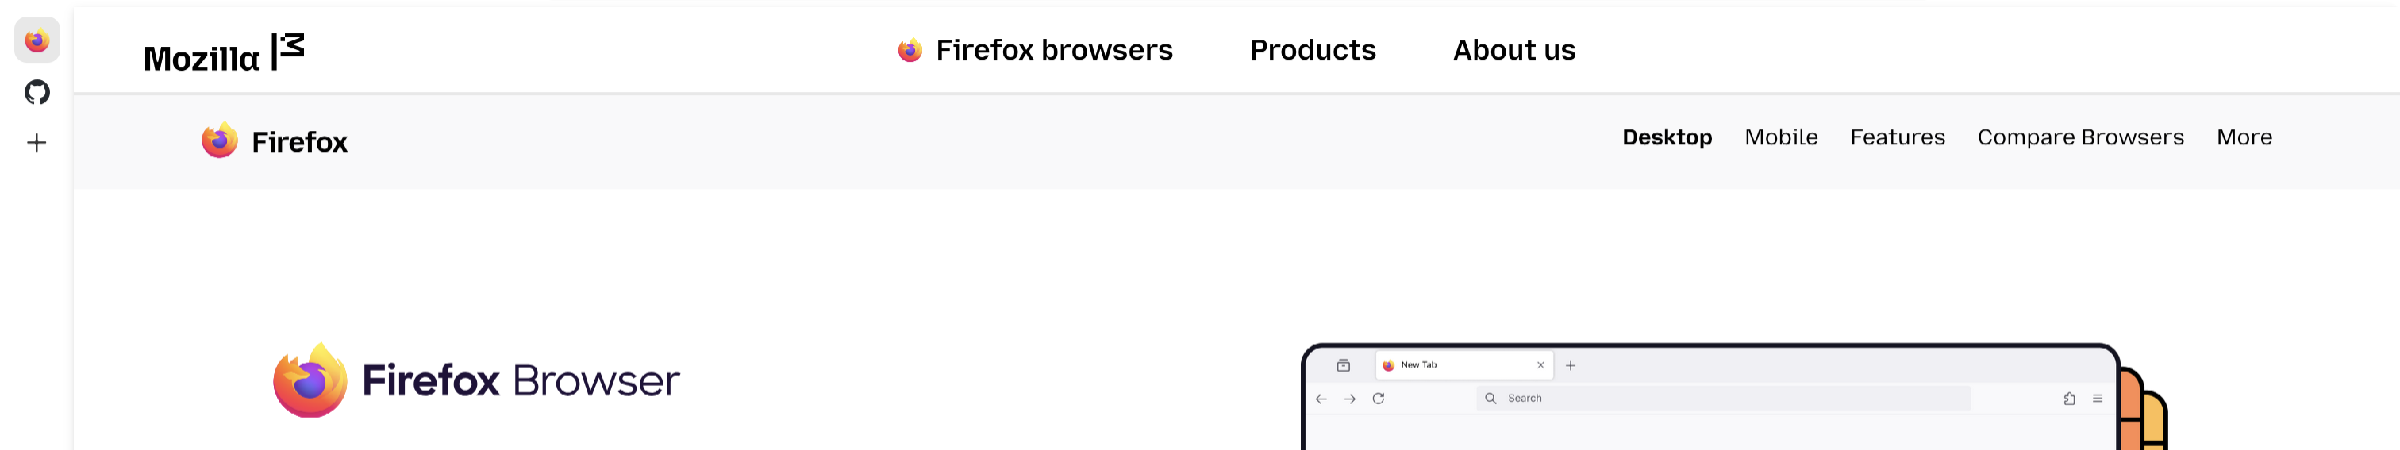 Mozilla
Firefox browsers
Products
About us
Firefox
Desktop
Mobile
Features
Compare Browsers
More
Firefox Browser
New Tab
Search